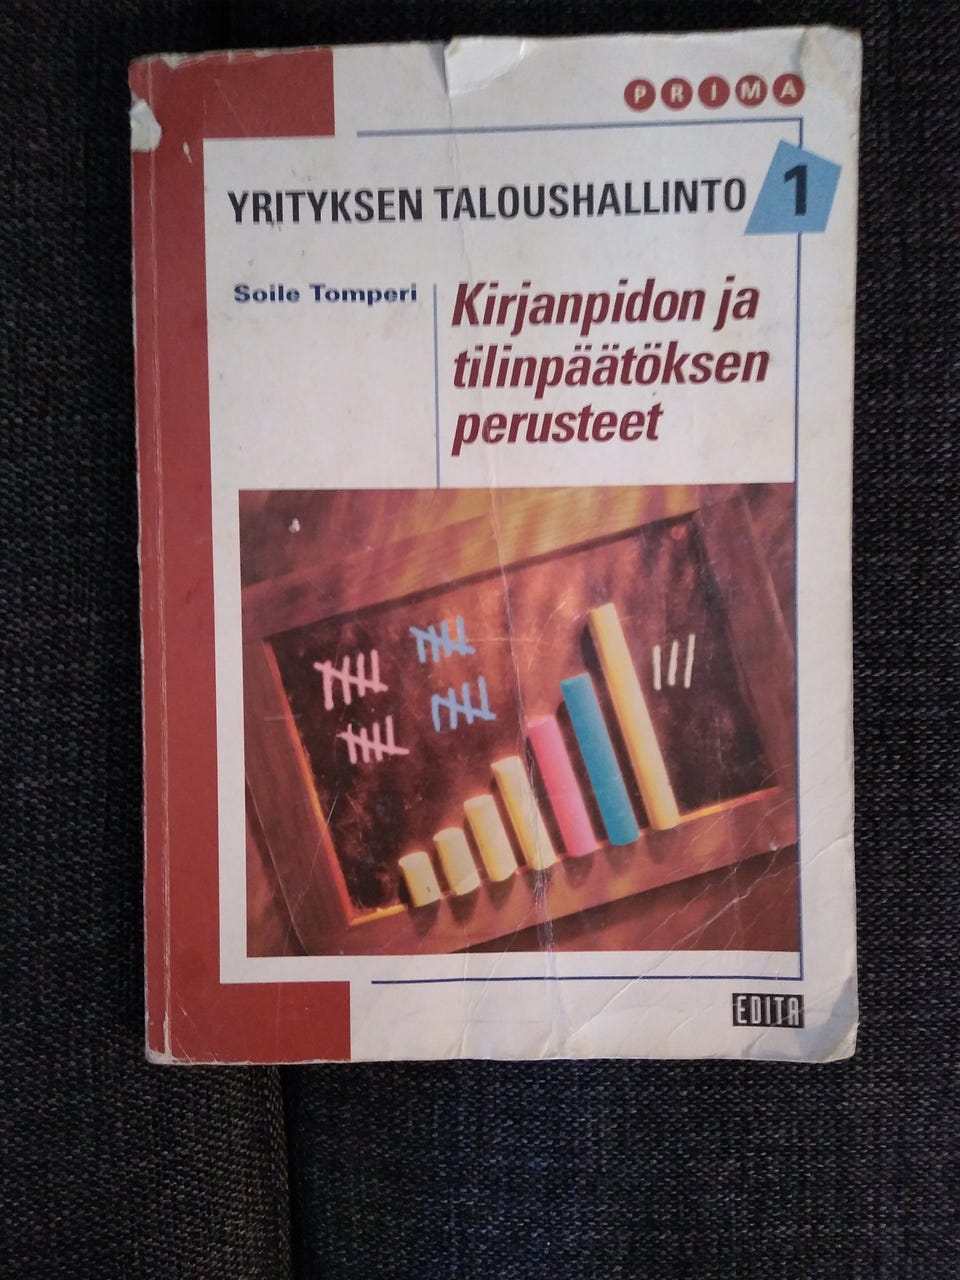 PRIMA
YRITYKSEN TALOUSHALLINTO 1
Soile Tomperi
Kirjanpidon ja
tilinpäätöksen
perusteet
EDITA